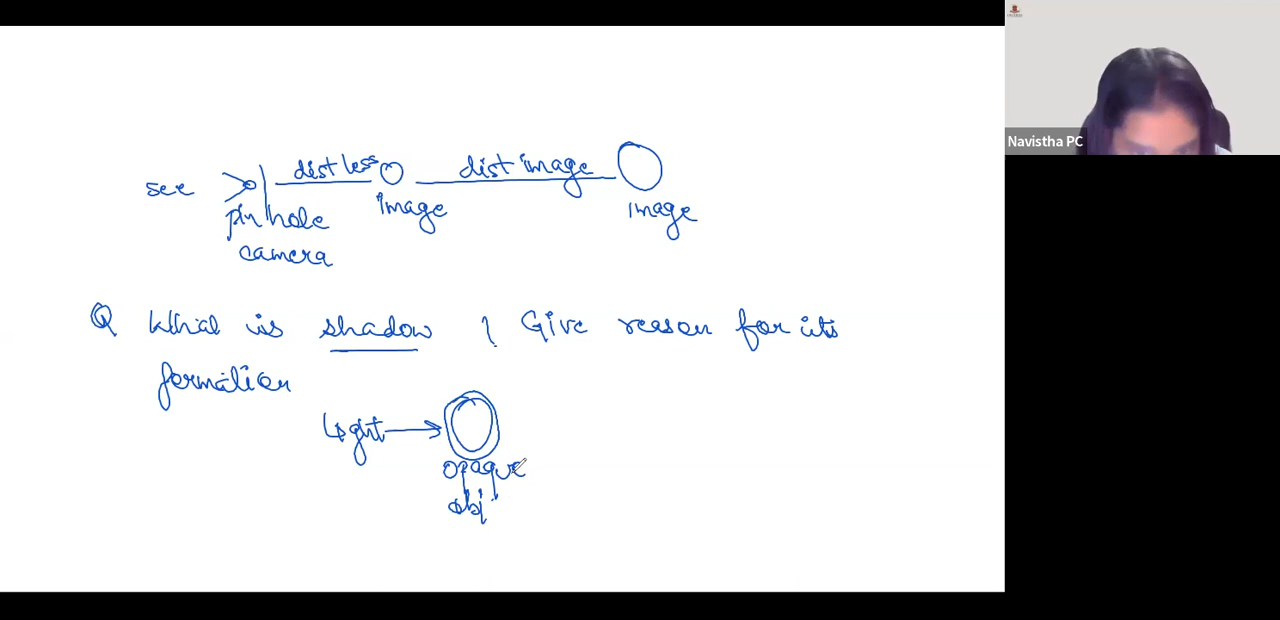 see
dist less
dist image
pin hole
camera
image
image
Q What is shadow ? Give reason for its
formation
Light
opaque
obj
Navistha PC